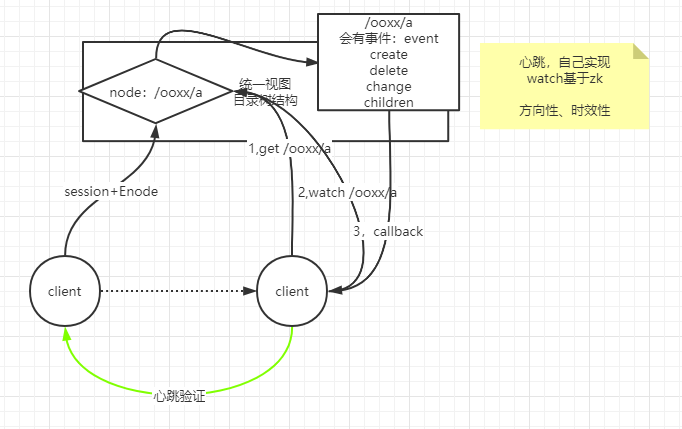 /ooxx/a
会有事件：event
create
delete
change
children
心跳，自己实现
watch基于zk
方向性、时效性
统一视图
目录树结构
node：/ooxx/a
1,get /ooxx/a
session+Enode
2,watch /ooxx/a
3，callback
client
client
心跳验证